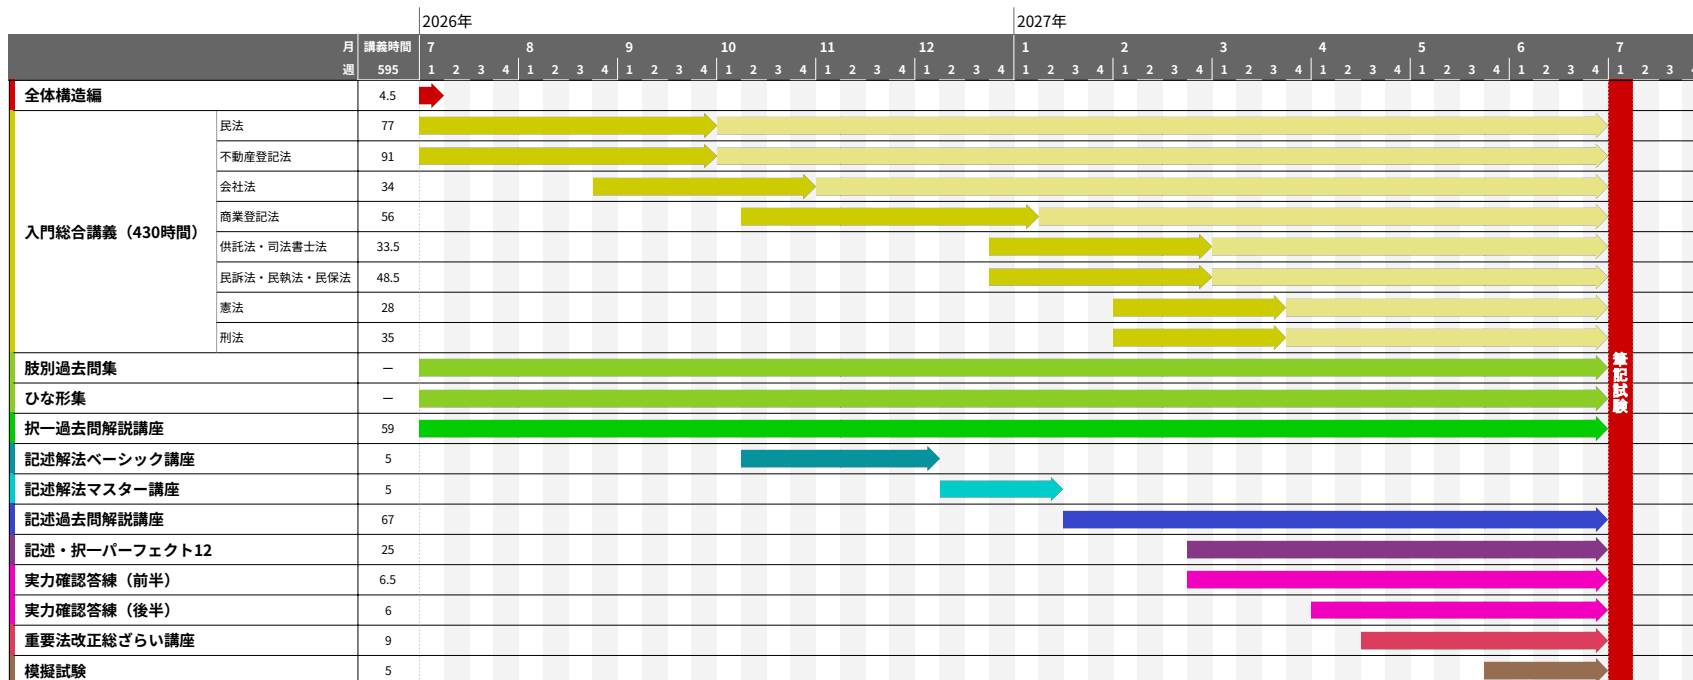 2026年 2027年
月 講義時間 7 8 9 10 11 12 1 2 3 4 5 6 7
週 595 1 2 3 4 1 2 3 4 1 2 3 4 1 2 3 4 1 2 3 4 1 2 3 4 1 2 3 4 1 2 3 4 1 2 3 4 1 2 3 4 1 2 3 4 1 2 3 4 1 2 3
全体構造編 4.5
入門総合講義（430時間）
民法 77
不動産登記法 91
会社法 34
商業登記法 56
供託法・司法書士法 33.5
民訴法・民執法・民保法 48.5
憲法 28
刑法 35
肢別過去問集 ー
ひな形集 ー
択一過去問解説講座 59
記述解法ベーシック講座 5
記述解法マスター講座 5
記述過去問解説講座 67
記述・択一パーフェクト12 25
実力確認答練（前半） 6.5
実力確認答練（後半） 6
重要法改正総ざらい講座 9
模擬試験 5
筆記試験